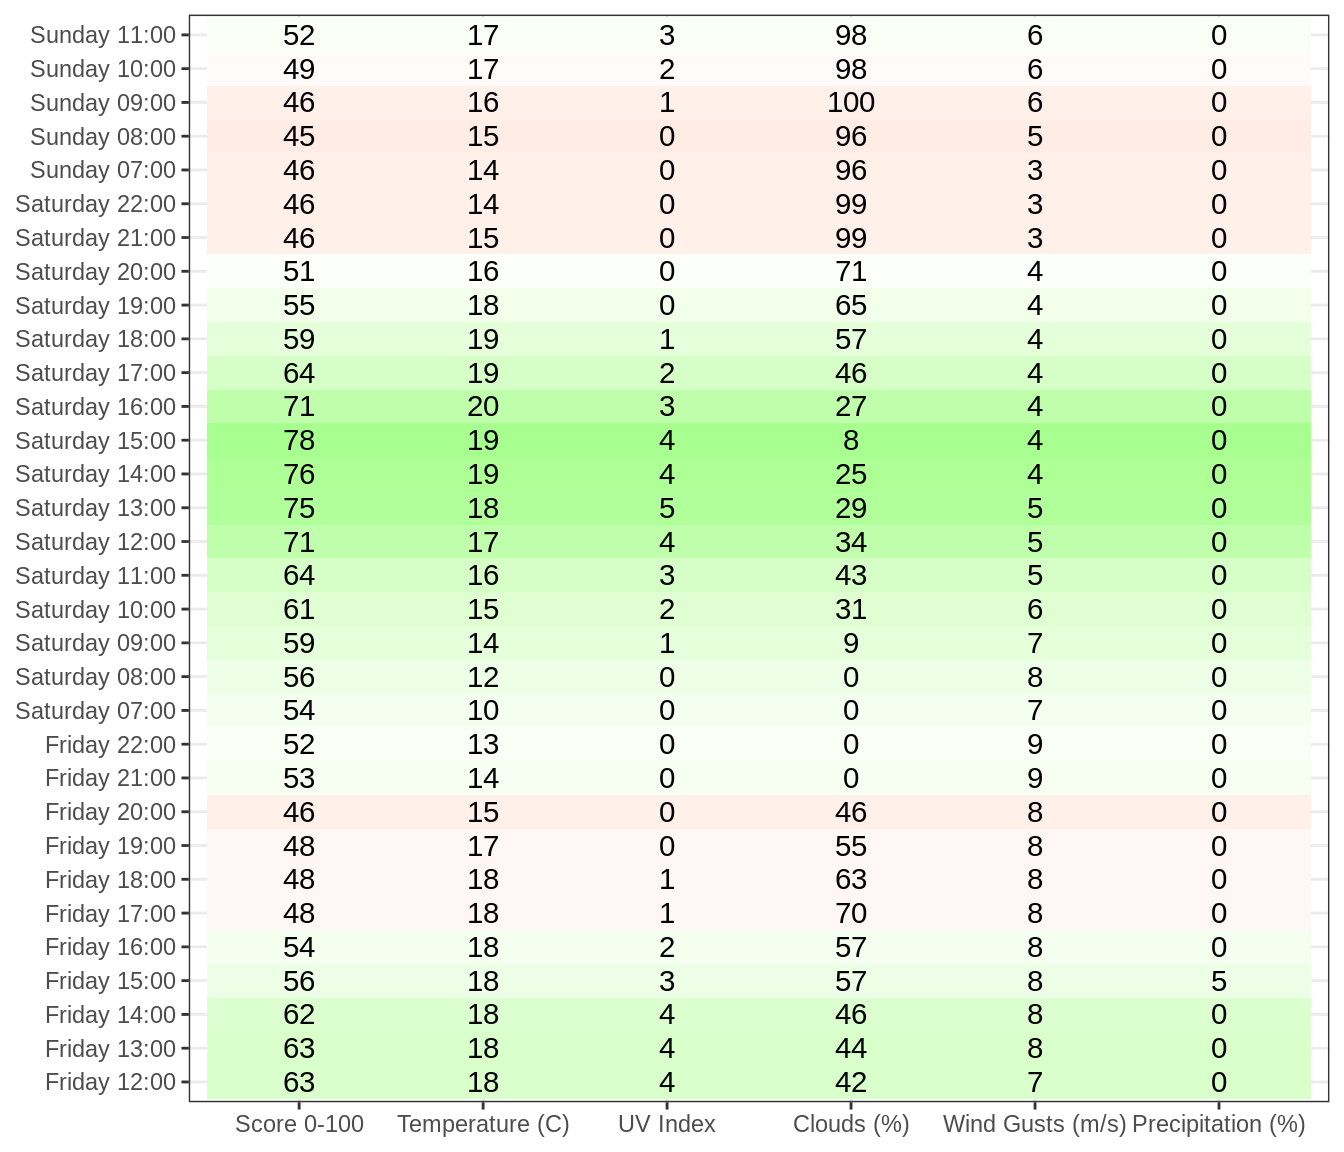 Sunday 11:00 52 17 3 98 6 0
Sunday 10:00 49 17 2 98 6 0
Sunday 09:00 46 16 1 100 6 0
Sunday 08:00 45 15 0 96 5 0
Sunday 07:00 46 14 0 96 3 0
Saturday 22:00 46 14 0 99 3 0
Saturday 21:00 46 15 0 99 3 0
Saturday 20:00 51 16 0 71 4 0
Saturday 19:00 55 18 0 65 4 0
Saturday 18:00 59 19 1 57 4 0
Saturday 17:00 64 19 2 46 4 0
Saturday 16:00 71 20 3 27 4 0
Saturday 15:00 78 19 4 8 4 0
Saturday 14:00 76 19 4 25 4 0
Saturday 13:00 75 18 5 29 5 0
Saturday 12:00 71 17 4 34 5 0
Saturday 11:00 64 16 3 43 5 0
Saturday 10:00 61 15 2 31 6 0
Saturday 09:00 59 14 1 9 7 0
Saturday 08:00 56 12 0 0 8 0
Saturday 07:00 54 10 0 0 7 0
Friday 22:00 52 13 0 0 9 0
Friday 21:00 53 14 0 0 9 0
Friday 20:00 46 15 0 46 8 0
Friday 19:00 48 17 0 55 8 0
Friday 18:00 48 18 1 63 8 0
Friday 17:00 48 18 1 70 8 0
Friday 16:00 54 18 2 57 8 0
Friday 15:00 56 18 3 57 8 5
Friday 14:00 62 18 4 46 8 0
Friday 13:00 63 18 4 44 8 0
Friday 12:00 63 18 4 42 7 0
Score 0-100 Temperature (C) UV Index Clouds (%) Wind Gusts (m/s) Precipitation (%)